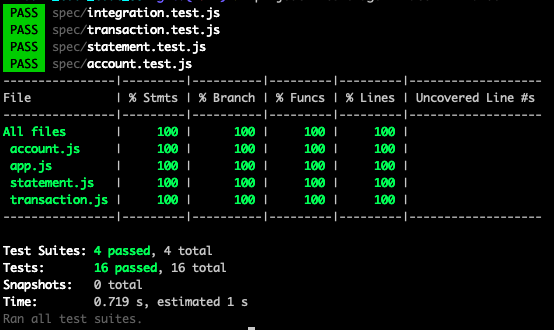 PASS spec/integration.test.js
PASS spec/transaction.test.js
PASS spec/statement.test.js
PASS spec/account.test.js
----------------|---------|----------|---------|---------|-------------------
File            | % Stmts | % Branch | % Funcs | % Lines | Uncovered Line #s
----------------|---------|----------|---------|---------|-------------------
All files       |     100 |      100 |     100 |     100 |
 account.js     |     100 |      100 |     100 |     100 |
 app.js         |     100 |      100 |     100 |     100 |
 statement.js   |     100 |      100 |     100 |     100 |
 transaction.js |     100 |      100 |     100 |     100 |
----------------|---------|----------|---------|---------|-------------------
Test Suites: 4 passed, 4 total
Tests:       16 passed, 16 total
Snapshots:   0 total
Time:        0.719 s, estimated 1 s
Ran all test suites.